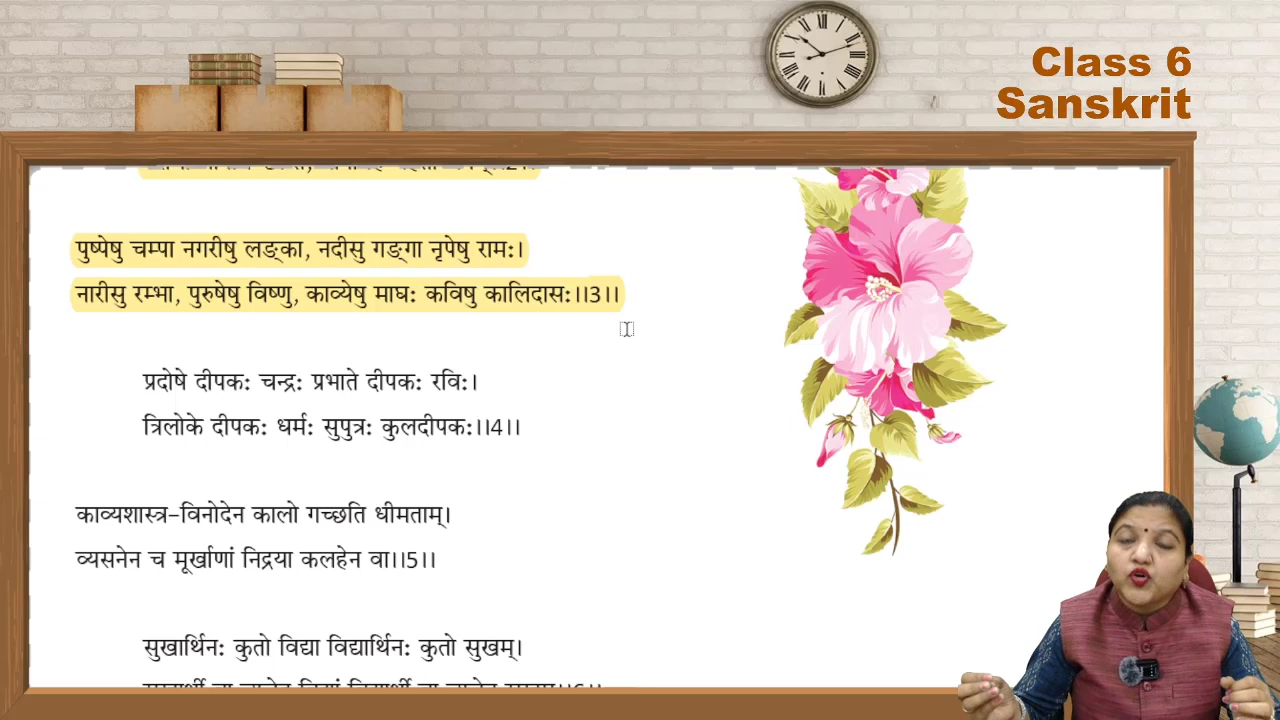 Class 6
Sanskrit
पुष्पेषु चम्पा नगरीषु लङ्का, नदीसु गङ्गा नृपेषु रामः।
नारीसु रम्भा, पुरुषेषु विष्णु, काव्येषु माघः कविषु कालिदासः।।3।।
प्रदोषे दीपकः चन्द्रः प्रभाते दीपकः रविः।
त्रिलोके दीपकः धर्मः सुपुत्रः कुलदीपकः।।4।।
काव्यशास्त्र-विनोदेन कालो गच्छति धीमताम्।
व्यसनेन च मूर्खाणां निद्रया कलहेन वा।।5।।
सुखार्थिनः कुतो विद्या विद्यार्थिनः कुतो सुखम्।